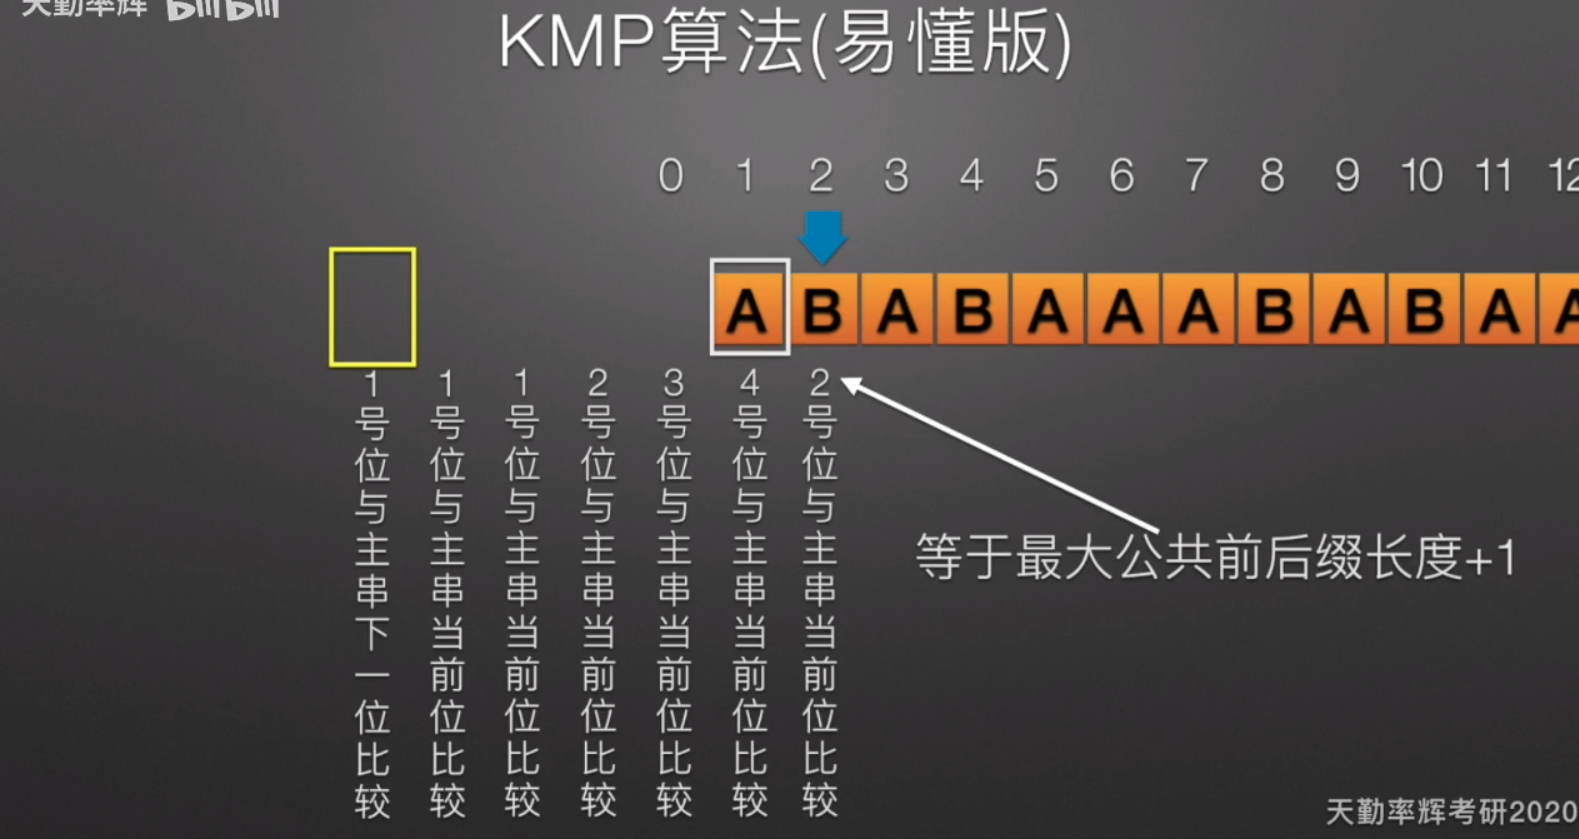 天勤率辉 bilibili
KMP算法(易懂版)
0 1 2 3 4 5 6 7 8 9 10 11 12
A B A B A A A B A B A A
1号位与主串下一位比较
1号位与主串当前位比较
1号位与主串当前位比较
2号位与主串当前位比较
3号位与主串当前位比较
4号位与主串当前位比较
2号位与主串当前位比较
等于最大公共前后缀长度+1
天勤率辉考研2020